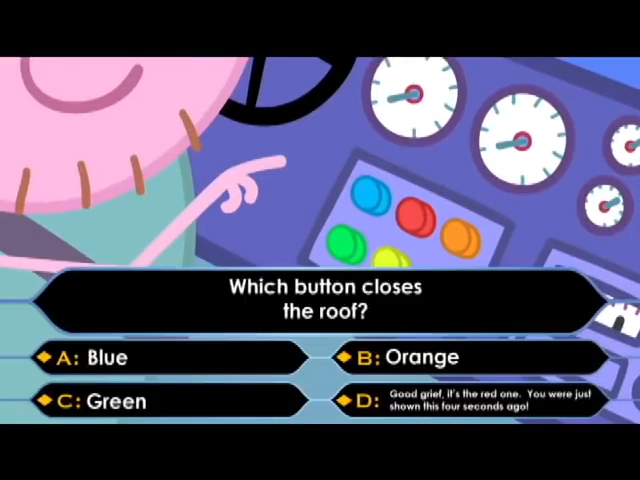 Which button closes
the roof?
A: Blue
B: Orange
C: Green
D: Good grief, it's the red one. You were just
shown this four seconds ago!